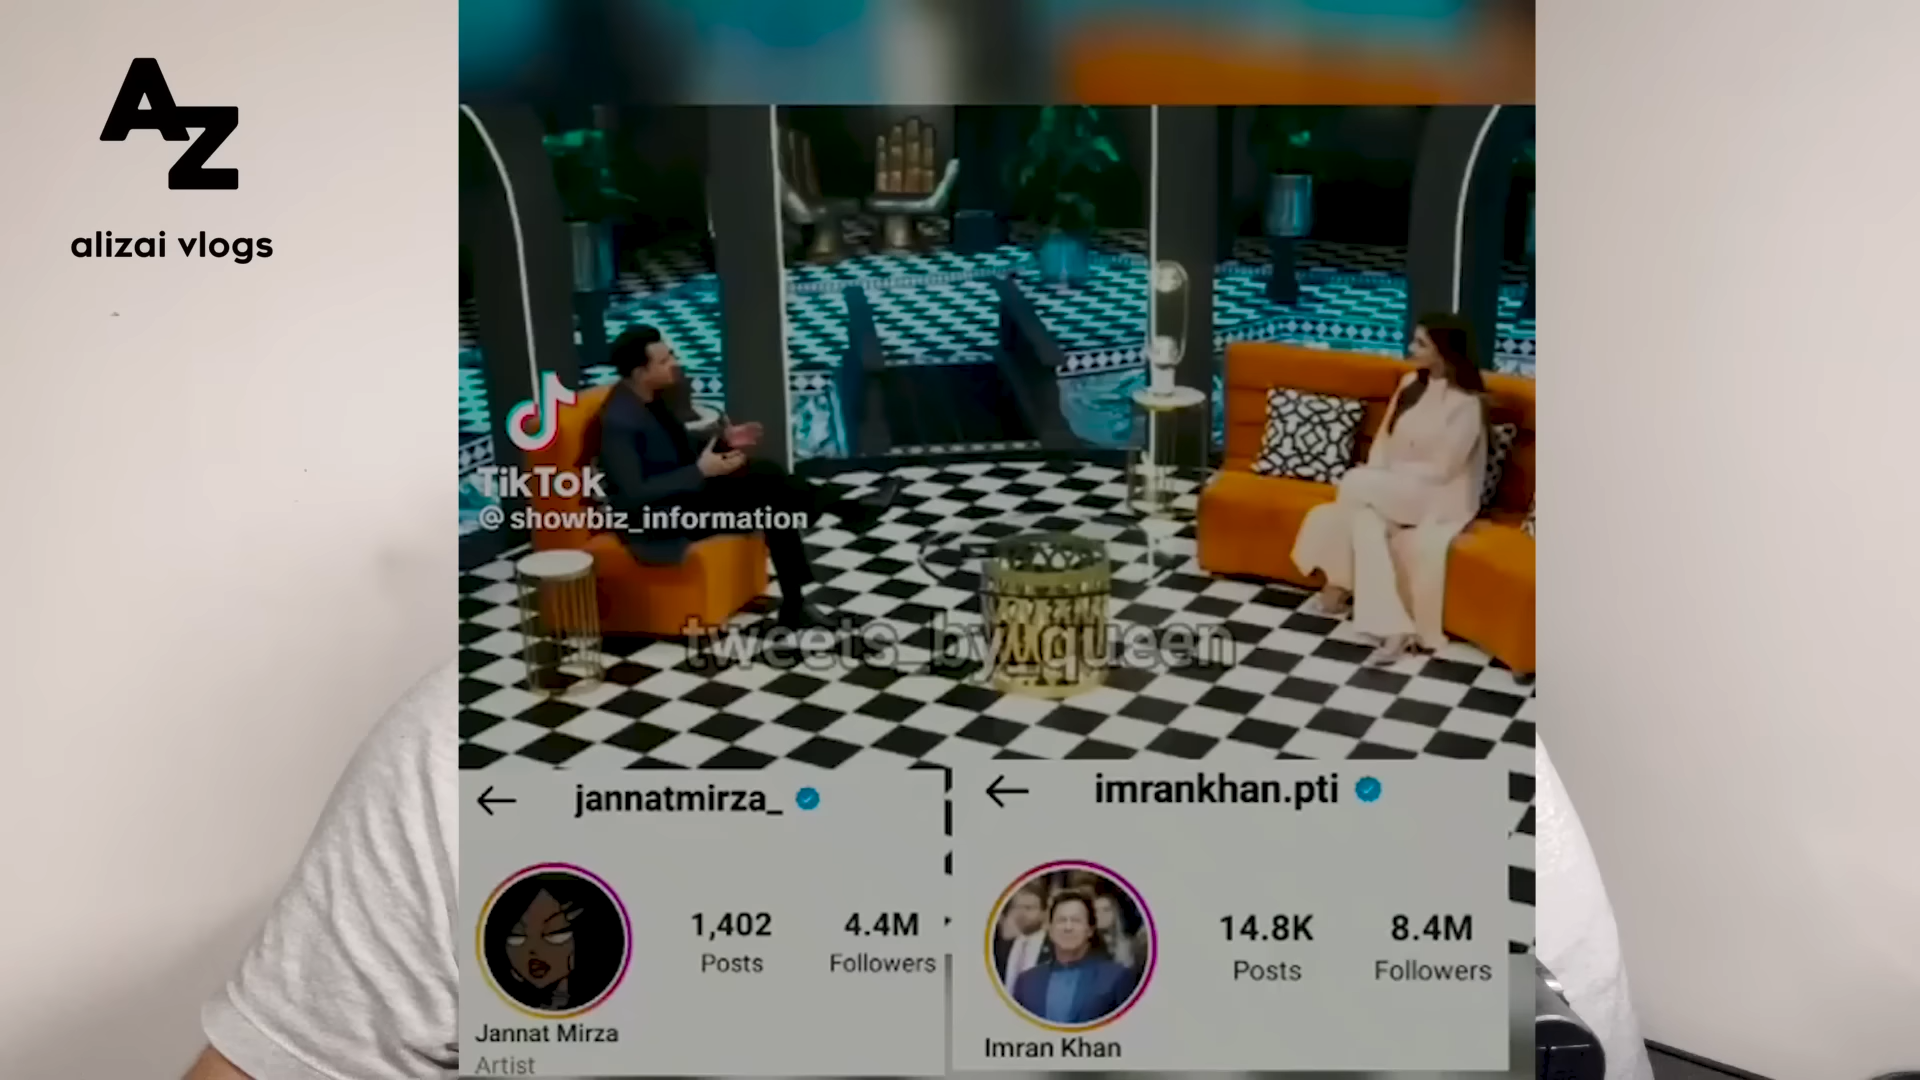 AZ
alizai vlogs
TikTok
@showbiz_information
tweets_by_queen
jannatmirza_
1,402
Posts
4.4M
Followers
Jannat Mirza
Artist
imrankhan.pti
14.8K
Posts
8.4M
Followers
Imran Khan